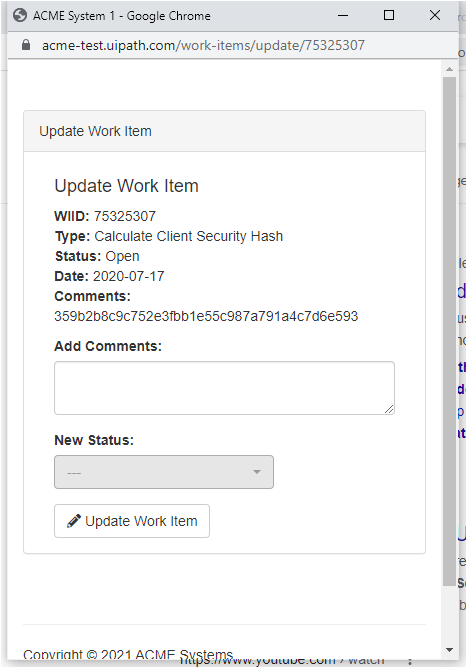 ACME System 1 - Google Chrome
acme-test.uipath.com/work-items/update/75325307
Update Work Item
Update Work Item
WIID: 75325307
Type: Calculate Client Security Hash
Status: Open
Date: 2020-07-17
Comments:
359b2b8c9c752e3fbb1e55c987a791a4c7d6e593
Add Comments:
New Status:
---
Update Work Item
Copyright © 2021 ACME Systems
https://www.youtube.com › watch